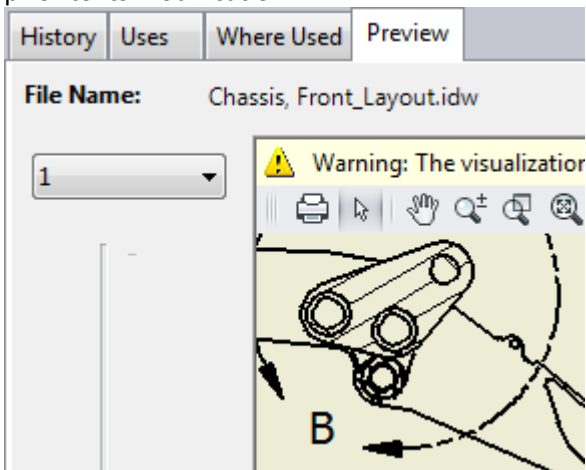 History Uses Where Used Preview
File Name: Chassis, Front_Layout.idw
1
Warning: The visualization
B